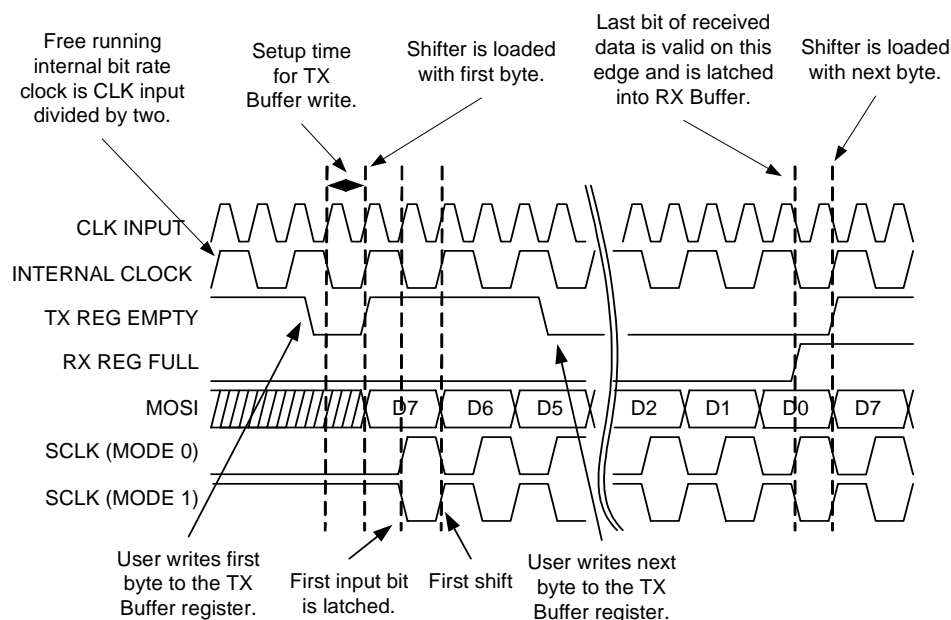 Free running
internal bit rate
clock is CLK input
divided by two.
Setup time
for TX
Buffer write.
Shifter is loaded
with first byte.
Last bit of received
data is valid on this
edge and is latched
into RX Buffer.
Shifter is loaded
with next byte.
CLK INPUT
INTERNAL CLOCK
TX REG EMPTY
RX REG FULL
MOSI
D7
D6
D5
D2
D1
D0
D7
SCLK (MODE 0)
SCLK (MODE 1)
User writes first
byte to the TX
Buffer register.
First input bit
is latched.
First shift
User writes next
byte to the TX
Buffer register.